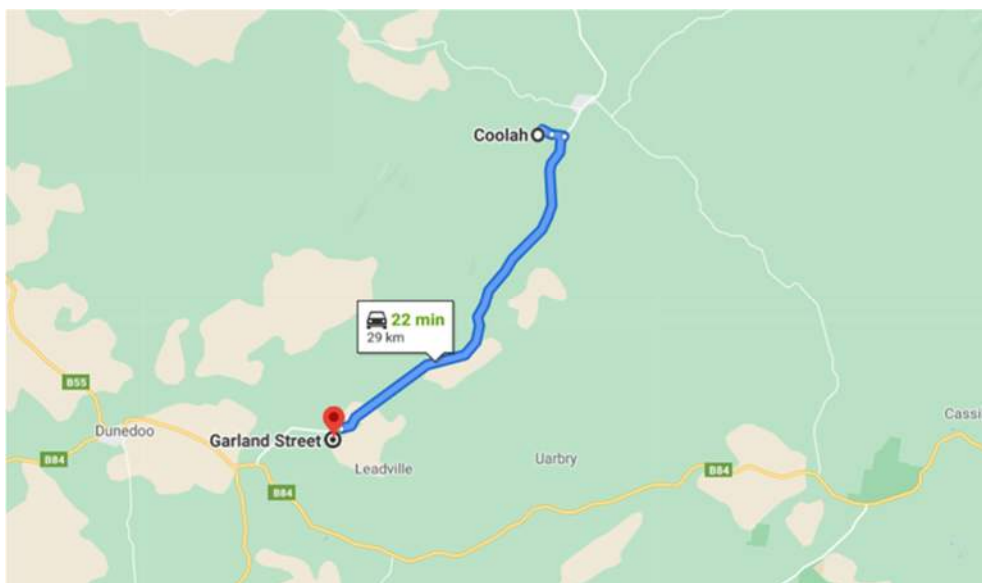 Coolah
22 min
29 km
B55
Dunedoo
Garland Street
B84
Leadville
Uarbry
B84
B84
Cassi